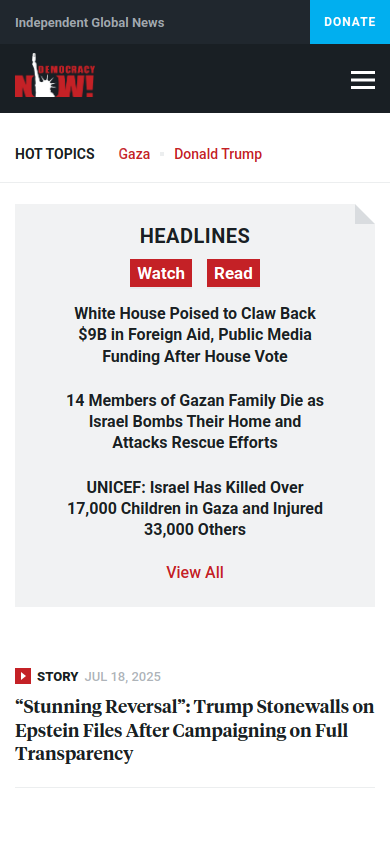 Independent Global News
DONATE
DEMOCRACY
NOW!
HOT TOPICS
Gaza
Donald Trump
HEADLINES
Watch
Read
White House Poised to Claw Back
$9B in Foreign Aid, Public Media
Funding After House Vote
14 Members of Gazan Family Die as
Israel Bombs Their Home and
Attacks Rescue Efforts
UNICEF: Israel Has Killed Over
17,000 Children in Gaza and Injured
33,000 Others
View All
STORY JUL 18, 2025
“Stunning Reversal”: Trump Stonewalls on
Epstein Files After Campaigning on Full
Transparency